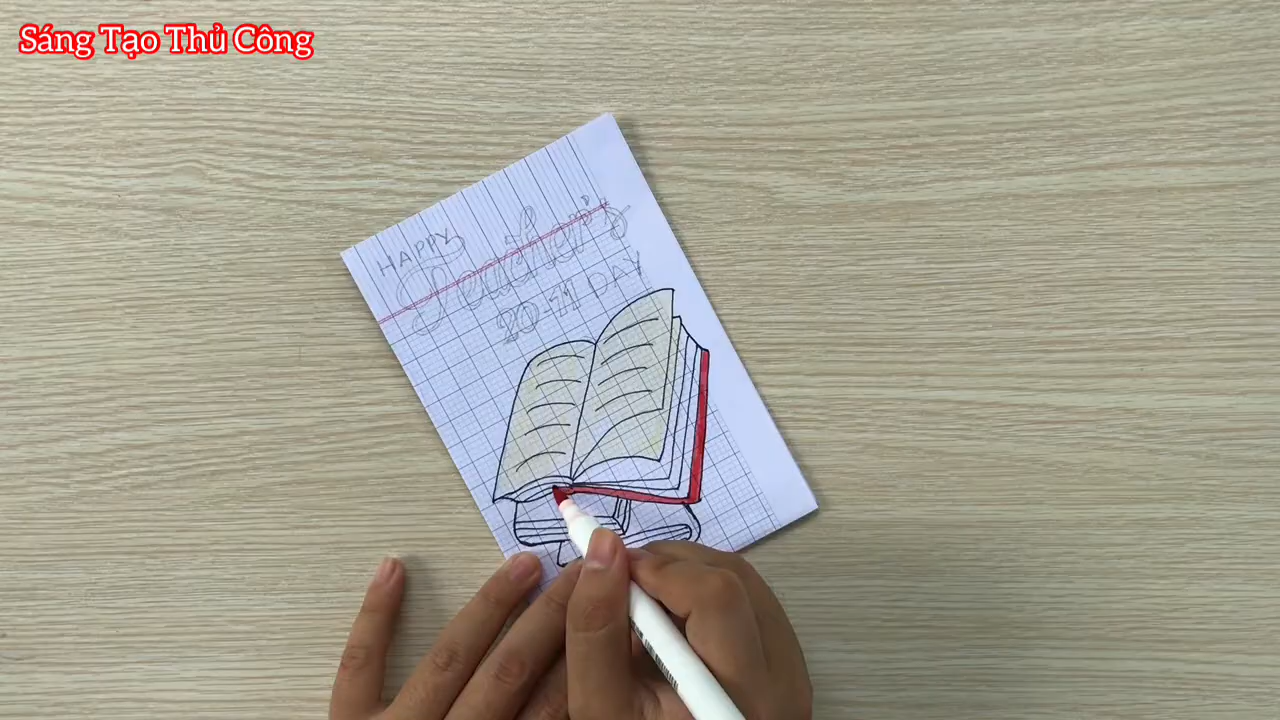 Sáng Tạo Thủ Công
HAPPY
Teacher's
20-11 DAY